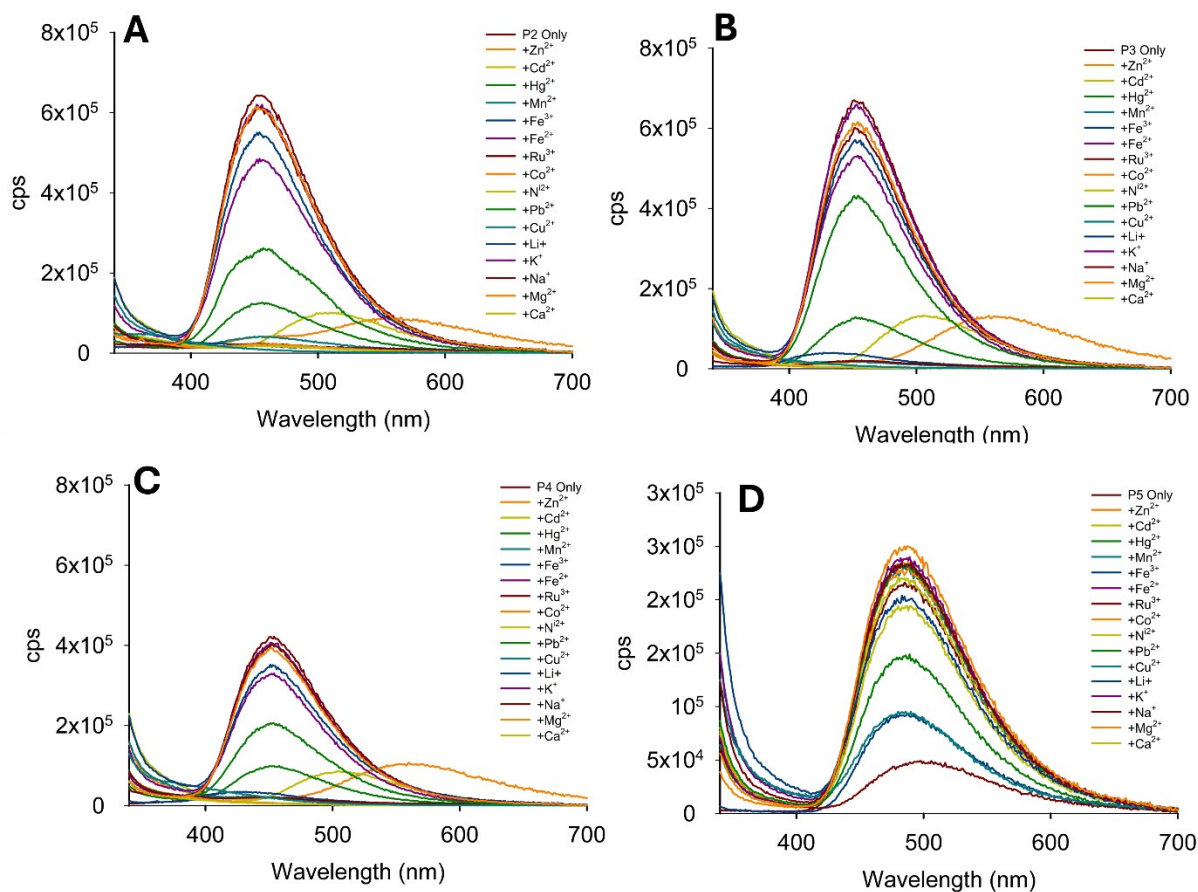 A
8x10⁵
6x10⁵
4x10⁵
2x10⁵
0
cps
400 500 600 700
Wavelength (nm)
P2 Only
+Zn²⁺
+Cd²⁺
+Hg²⁺
+Mn²⁺
+Fe³⁺
+Fe²⁺
+Ru³⁺
+Co²⁺
+Nⁱ²⁺
+Pb²⁺
+Cu²⁺
+Li+
+K⁺
+Na⁺
+Mg²⁺
+Ca²⁺
B
8x10⁵
6x10⁵
4x10⁵
2x10⁵
0
cps
400 500 600 700
Wavelength (nm)
P3 Only
+Zn²⁺
+Cd²⁺
+Hg²⁺
+Mn²⁺
+Fe³⁺
+Fe²⁺
+Ru³⁺
+Co²⁺
+Nⁱ²⁺
+Pb²⁺
+Cu²⁺
+Li+
+K⁺
+Na⁺
+Mg²⁺
+Ca²⁺
C
8x10⁵
6x10⁵
4x10⁵
2x10⁵
0
cps
400 500 600 700
Wavelength (nm)
P4 Only
+Zn²⁺
+Cd²⁺
+Hg²⁺
+Mn²⁺
+Fe³⁺
+Fe²⁺
+Ru³⁺
+Co²⁺
+Nⁱ²⁺
+Pb²⁺
+Cu²⁺
+Li+
+K⁺
+Na⁺
+Mg²⁺
+Ca²⁺
D
3x10⁵
3x10⁵
2x10⁵
2x10⁵
1x10⁵
5x10⁴
0
cps
400 500 600 700
Wavelength (nm)
P5 Only
+Zn²⁺
+Cd²⁺
+Hg²⁺
+Mn²⁺
+Fe³⁺
+Fe²⁺
+Ru³⁺
+Co²⁺
+Nⁱ²⁺
+Pb²⁺
+Cu²⁺
+Li+
+K⁺
+Na⁺
+Mg²⁺
+Ca²⁺